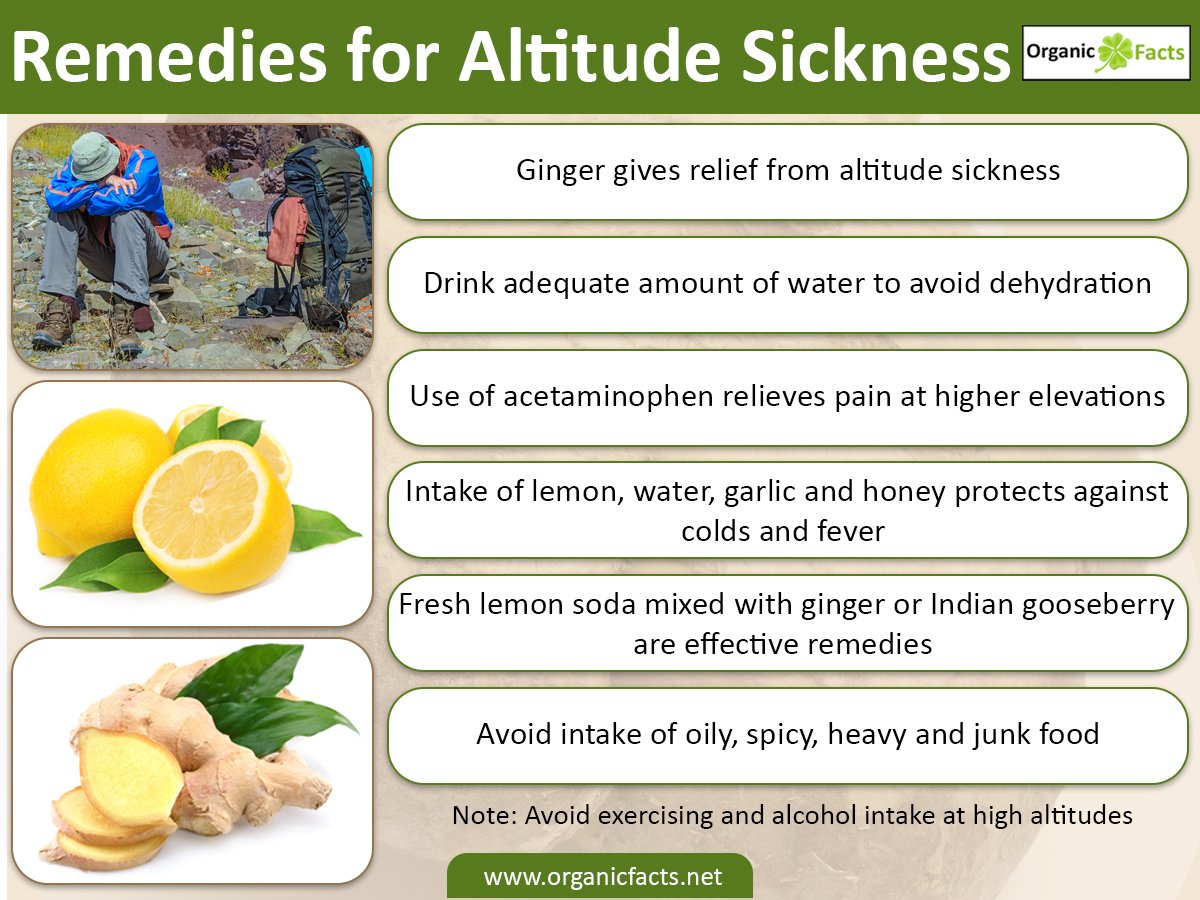 Remedies for Altitude Sickness
Organic Facts
Ginger gives relief from altitude sickness
Drink adequate amount of water to avoid dehydration
Use of acetaminophen relieves pain at higher elevations
Intake of lemon, water, garlic and honey protects against
colds and fever
Fresh lemon soda mixed with ginger or Indian gooseberry
are effective remedies
Avoid intake of oily, spicy, heavy and junk food
Note: Avoid exercising and alcohol intake at high altitudes
www.organicfacts.net